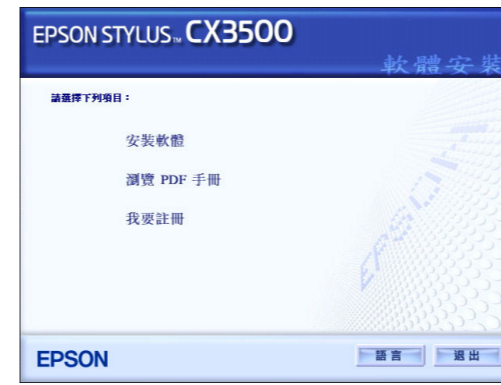 EPSON STYLUS™ CX3500
軟體安裝
請選擇下列項目：
安裝軟體
瀏覽 PDF 手冊
我要註冊
EPSON
EPSON
語言
退出